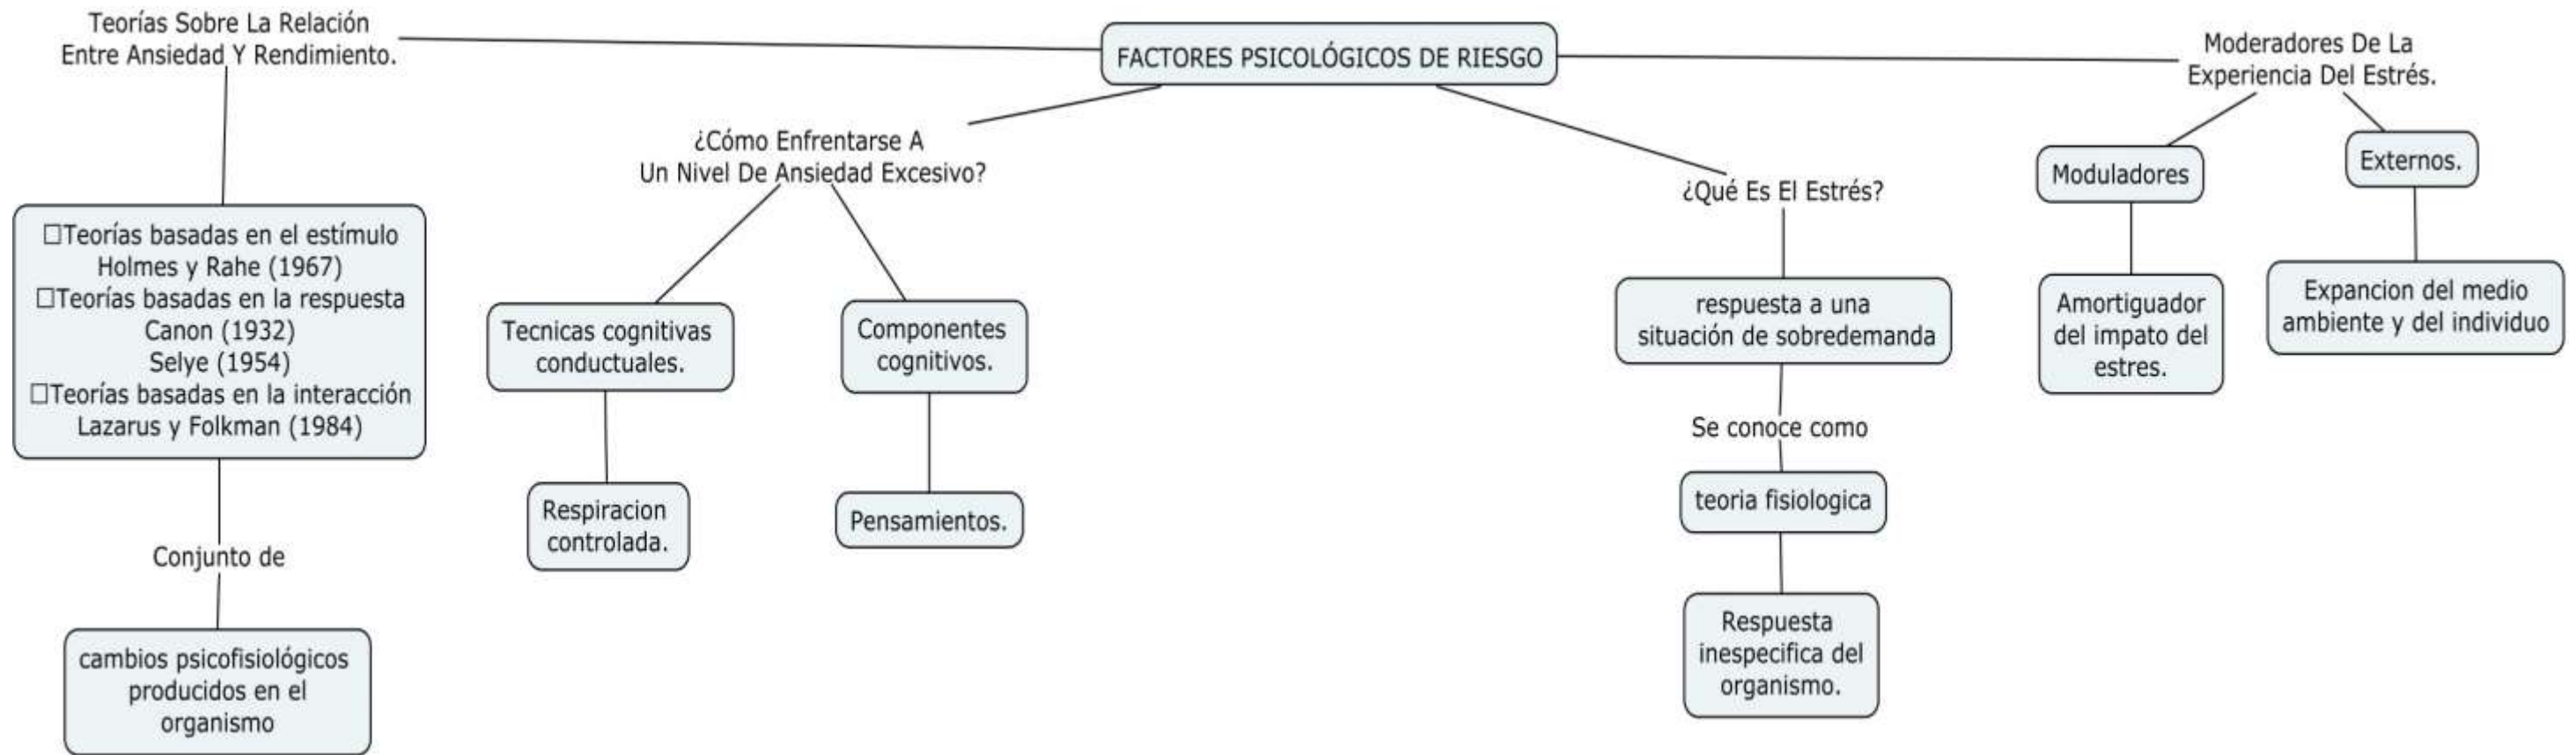 Teorías Sobre La Relación
Entre Ansiedad Y Rendimiento.
FACTORES PSICOLÓGICOS DE RIESGO
Moderadores De La
Experiencia Del Estrés.
¿Cómo Enfrentarse A
Un Nivel De Ansiedad Excesivo?
¿Qué Es El Estrés?
Moduladores
Externos.
□Teorías basadas en el estímulo
Holmes y Rahe (1967)
□Teorías basadas en la respuesta
Canon (1932)
Selye (1954)
□Teorías basadas en la interacción
Lazarus y Folkman (1984)
Tecnicas cognitivas
conductuales.
Componentes
cognitivos.
respuesta a una
situación de sobredemanda
Amortiguador
del impato del
estres.
Expancion del medio
ambiente y del individuo
Se conoce como
Respiracion
controlada.
Pensamientos.
teoria fisiologica
Conjunto de
cambios psicofisiológicos
producidos en el
organismo
Respuesta
inespecifica del
organismo.